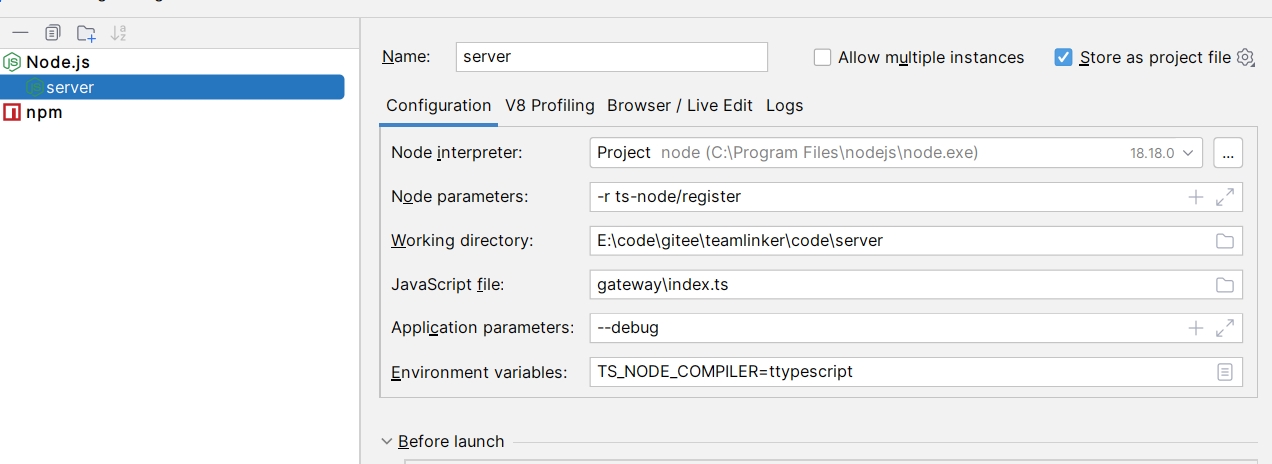 Node.js
server
npm
Name: server Allow multiple instances Store as project file
Configuration V8 Profiling Browser / Live Edit Logs
Node interpreter: Project node (C:\Program Files\nodejs\node.exe) 18.18.0 ...
Node parameters: -r ts-node/register
Working directory: E:\code\gitee\teamlinker\code\server
JavaScript file: gateway\index.ts
Application parameters: --debug
Environment variables: TS_NODE_COMPILER=ttypescript
Before launch